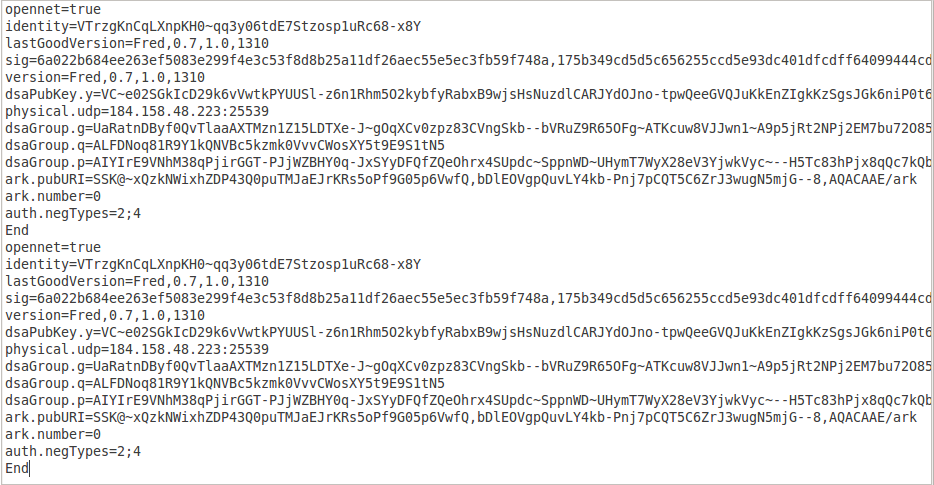 opennet=true
identity=VTrzgKnCqLXnpKH0~qq3y06tdE7Stzosp1uRc68-x8Y
lastGoodVersion=Fred,0.7,1.0,1310
sig=6a022b684ee263ef5083e299f4e3c53f8d8b25a11df26aec55e5ec3fb59f748a,175b349cd5d5c656255ccd5e93dc401dfcdff64099444cd
version=Fred,0.7,1.0,1310
dsaPubKey.y=VC~e02SGkIcD29k6vVwtkPYUUSl-z6n1Rhm5O2kybfyRabxB9wjsHsNuzdlCARJYdOJno-tpwQeeGVQJuKkEnZIgkKzSgsJGk6niP0t6
physical.udp=184.158.48.223:25539
dsaGroup.g=UaRatnDByf0QvTlaaAXTMzn1Z15LDTXe-J~gOqXCv0zpz83CVngSkb--bVRuZ9R65OFg~ATKcuw8VJJwn1~A9p5jRt2NPj2EM7bu72O85
dsaGroup.q=ALFDNoq81R9Y1kQNVBc5kzmk0VvvCWosXY5t9E9S1tN5
dsaGroup.p=AIYIrE9VNhM38qPjirGGT-PJjWZBHY0q-JxSYyDFQfZQeOhrx4SUpdc~SppnWD~UHymT7WyX28eV3YjwkVyc~--H5Tc83hPjx8qQc7kQb
ark.pubURI=SSK@~xQzkNWixhZDP43Q0puTMJaEJrKRs5oPf9G05p6VwfQ,bDlEOVgpQuvLY4kb-Pnj7pCQT5C6ZrJ3wugN5mjG--8,AQACAAE/ark
ark.number=0
auth.negTypes=2;4
End
opennet=true
identity=VTrzgKnCqLXnpKH0~qq3y06tdE7Stzosp1uRc68-x8Y
lastGoodVersion=Fred,0.7,1.0,1310
sig=6a022b684ee263ef5083e299f4e3c53f8d8b25a11df26aec55e5ec3fb59f748a,175b349cd5d5c656255ccd5e93dc401dfcdff64099444cd
version=Fred,0.7,1.0,1310
dsaPubKey.y=VC~e02SGkIcD29k6vVwtkPYUUSl-z6n1Rhm5O2kybfyRabxB9wjsHsNuzdlCARJYdOJno-tpwQeeGVQJuKkEnZIgkKzSgsJGk6niP0t6
physical.udp=184.158.48.223:25539
dsaGroup.g=UaRatnDByf0QvTlaaAXTMzn1Z15LDTXe-J~gOqXCv0zpz83CVngSkb--bVRuZ9R65OFg~ATKcuw8VJJwn1~A9p5jRt2NPj2EM7bu72O85
dsaGroup.q=ALFDNoq81R9Y1kQNVBc5kzmk0VvvCWosXY5t9E9S1tN5
dsaGroup.p=AIYIrE9VNhM38qPjirGGT-PJjWZBHY0q-JxSYyDFQfZQeOhrx4SUpdc~SppnWD~UHymT7WyX28eV3YjwkVyc~--H5Tc83hPjx8qQc7kQb
ark.pubURI=SSK@~xQzkNWixhZDP43Q0puTMJaEJrKRs5oPf9G05p6VwfQ,bDlEOVgpQuvLY4kb-Pnj7pCQT5C6ZrJ3wugN5mjG--8,AQACAAE/ark
ark.number=0
auth.negTypes=2;4
End